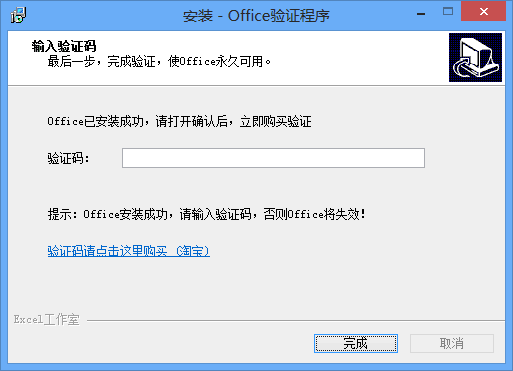 安装 - Office验证程序
输入验证码
最后一步，完成验证，使Office永久可用。
Office已安装成功，请打开确认后，立即购买验证
验证码：
提示：Office安装成功，请输入验证码，否则Office将失效！
验证码请点击这里购买 (淘宝)
Excel工作室
完成
取消